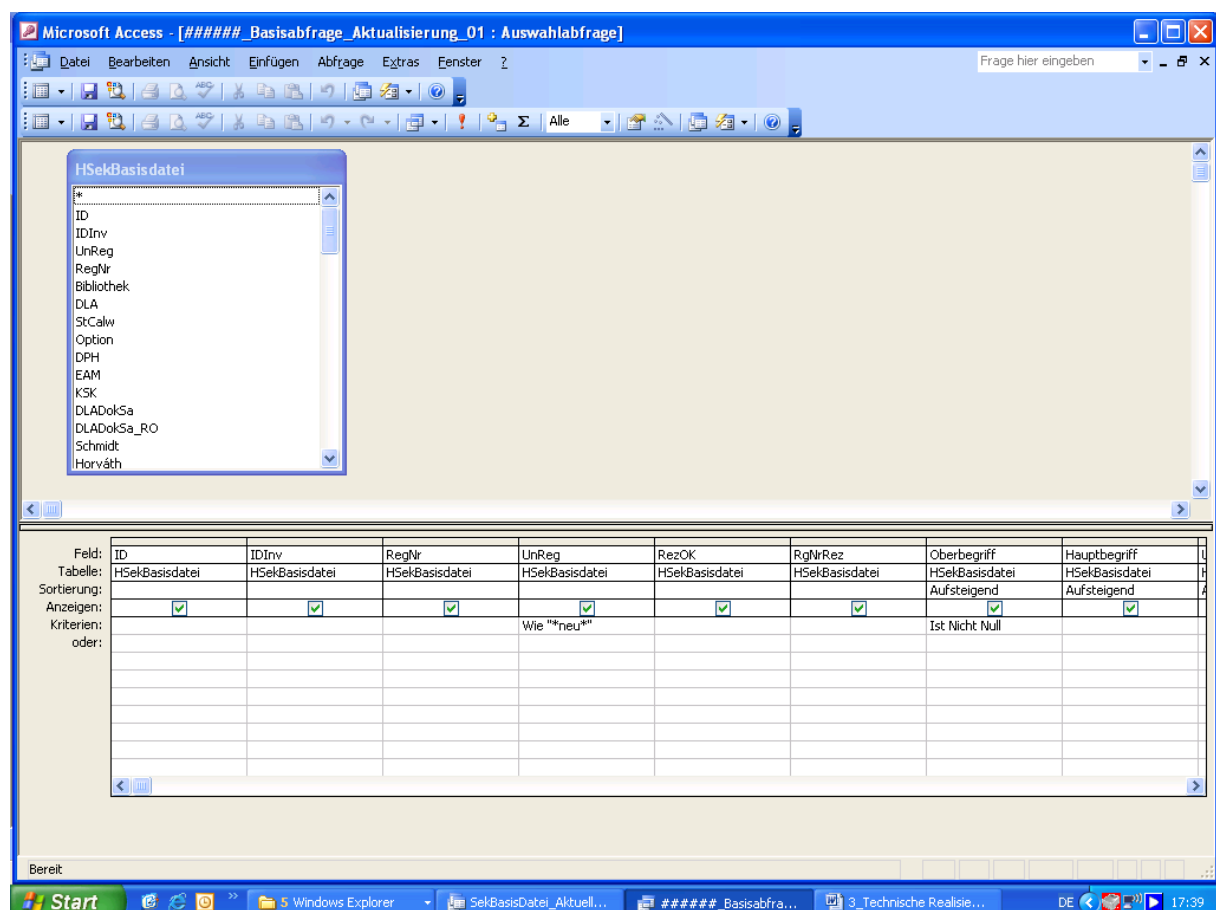 Microsoft Access - [######_Basisabfrage_Aktualisierung_01 : Auswahlabfrage]
Datei Bearbeiten Ansicht Einfügen Abfrage Extras Fenster ? Frage hier eingeben
Alle
HSekBasisdatei
*
ID
IDInv
UnReg
RegNr
Bibliothek
DLA
StCalw
Option
DPH
EAM
KSK
DLADokSa
DLADokSa_RO
Schmidt
Horváth
Feld: ID IDInv RegNr UnReg RezOK RgNrRez Oberbegriff Hauptbegriff
Tabelle: HSekBasisdatei HSekBasisdatei HSekBasisdatei HSekBasisdatei HSekBasisdatei HSekBasisdatei HSekBasisdatei HSekBasisdatei
Sortierung: Aufsteigend Aufsteigend
Anzeigen:
Kriterien: Wie "*neu*" Ist Nicht Null
oder:
Bereit
Start 5 Windows Explorer SekBasisDatei_Aktuell... ######_Basisabfra... 3_Technische Realisie... DE 17:39